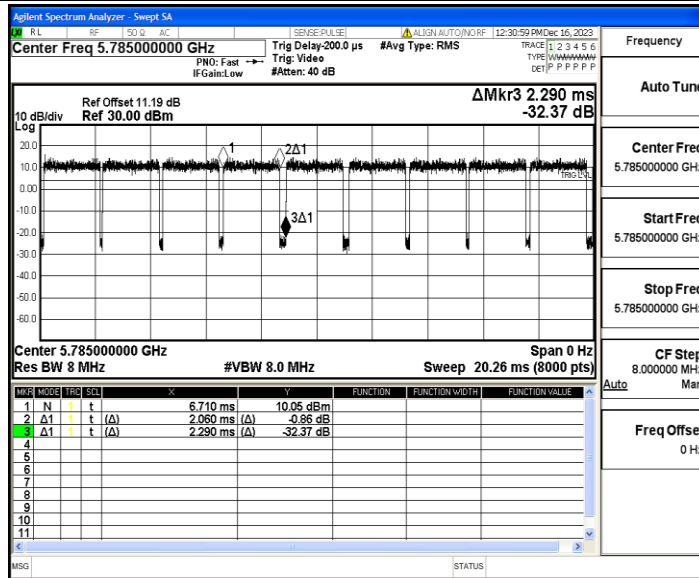 Agilent Spectrum Analyzer - Swept SA
RL RF 50 Ω AC SENSE:PULSE ALIGN AUTO/NO RF 12:30:59 PM Dec 16, 2023
Center Freq 5.785000000 GHz
PNO: Fast
IFGain:Low
Trig Delay-200.0 µs
Trig: Video
#Atten: 40 dB
#Avg Type: RMS
TRACE 1 2 3 4 5 6
TYPE
DET P P P P P P
Ref Offset 11.19 dB
10 dB/div Ref 30.00 dBm
Log
ΔMkr3 2.290 ms
-32.37 dB
20.0
10.0
0.00
-10.0
-20.0
-30.0
-40.0
-50.0
-60.0
1
2Δ1
TRIG LVL
3Δ1
Center 5.785000000 GHz Span 0 Hz
Res BW 8 MHz #VBW 8.0 MHz Sweep 20.26 ms (8000 pts)
MKR MODE TRC SCL X Y FUNCTION FUNCTION WIDTH FUNCTION VALUE
1 N 1 t 6.710 ms 10.05 dBm
2 Δ1 1 t (Δ) 2.060 ms (Δ) -0.86 dB
3 Δ1 1 t (Δ) 2.290 ms (Δ) -32.37 dB
4
5
6
7
8
9
10
11
MSG STATUS
Frequency
Auto Tune
Center Freq
5.785000000 GHz
Start Freq
5.785000000 GHz
Stop Freq
5.785000000 GHz
CF Step
8.000000 MHz
Auto Man
Freq Offset
0 Hz